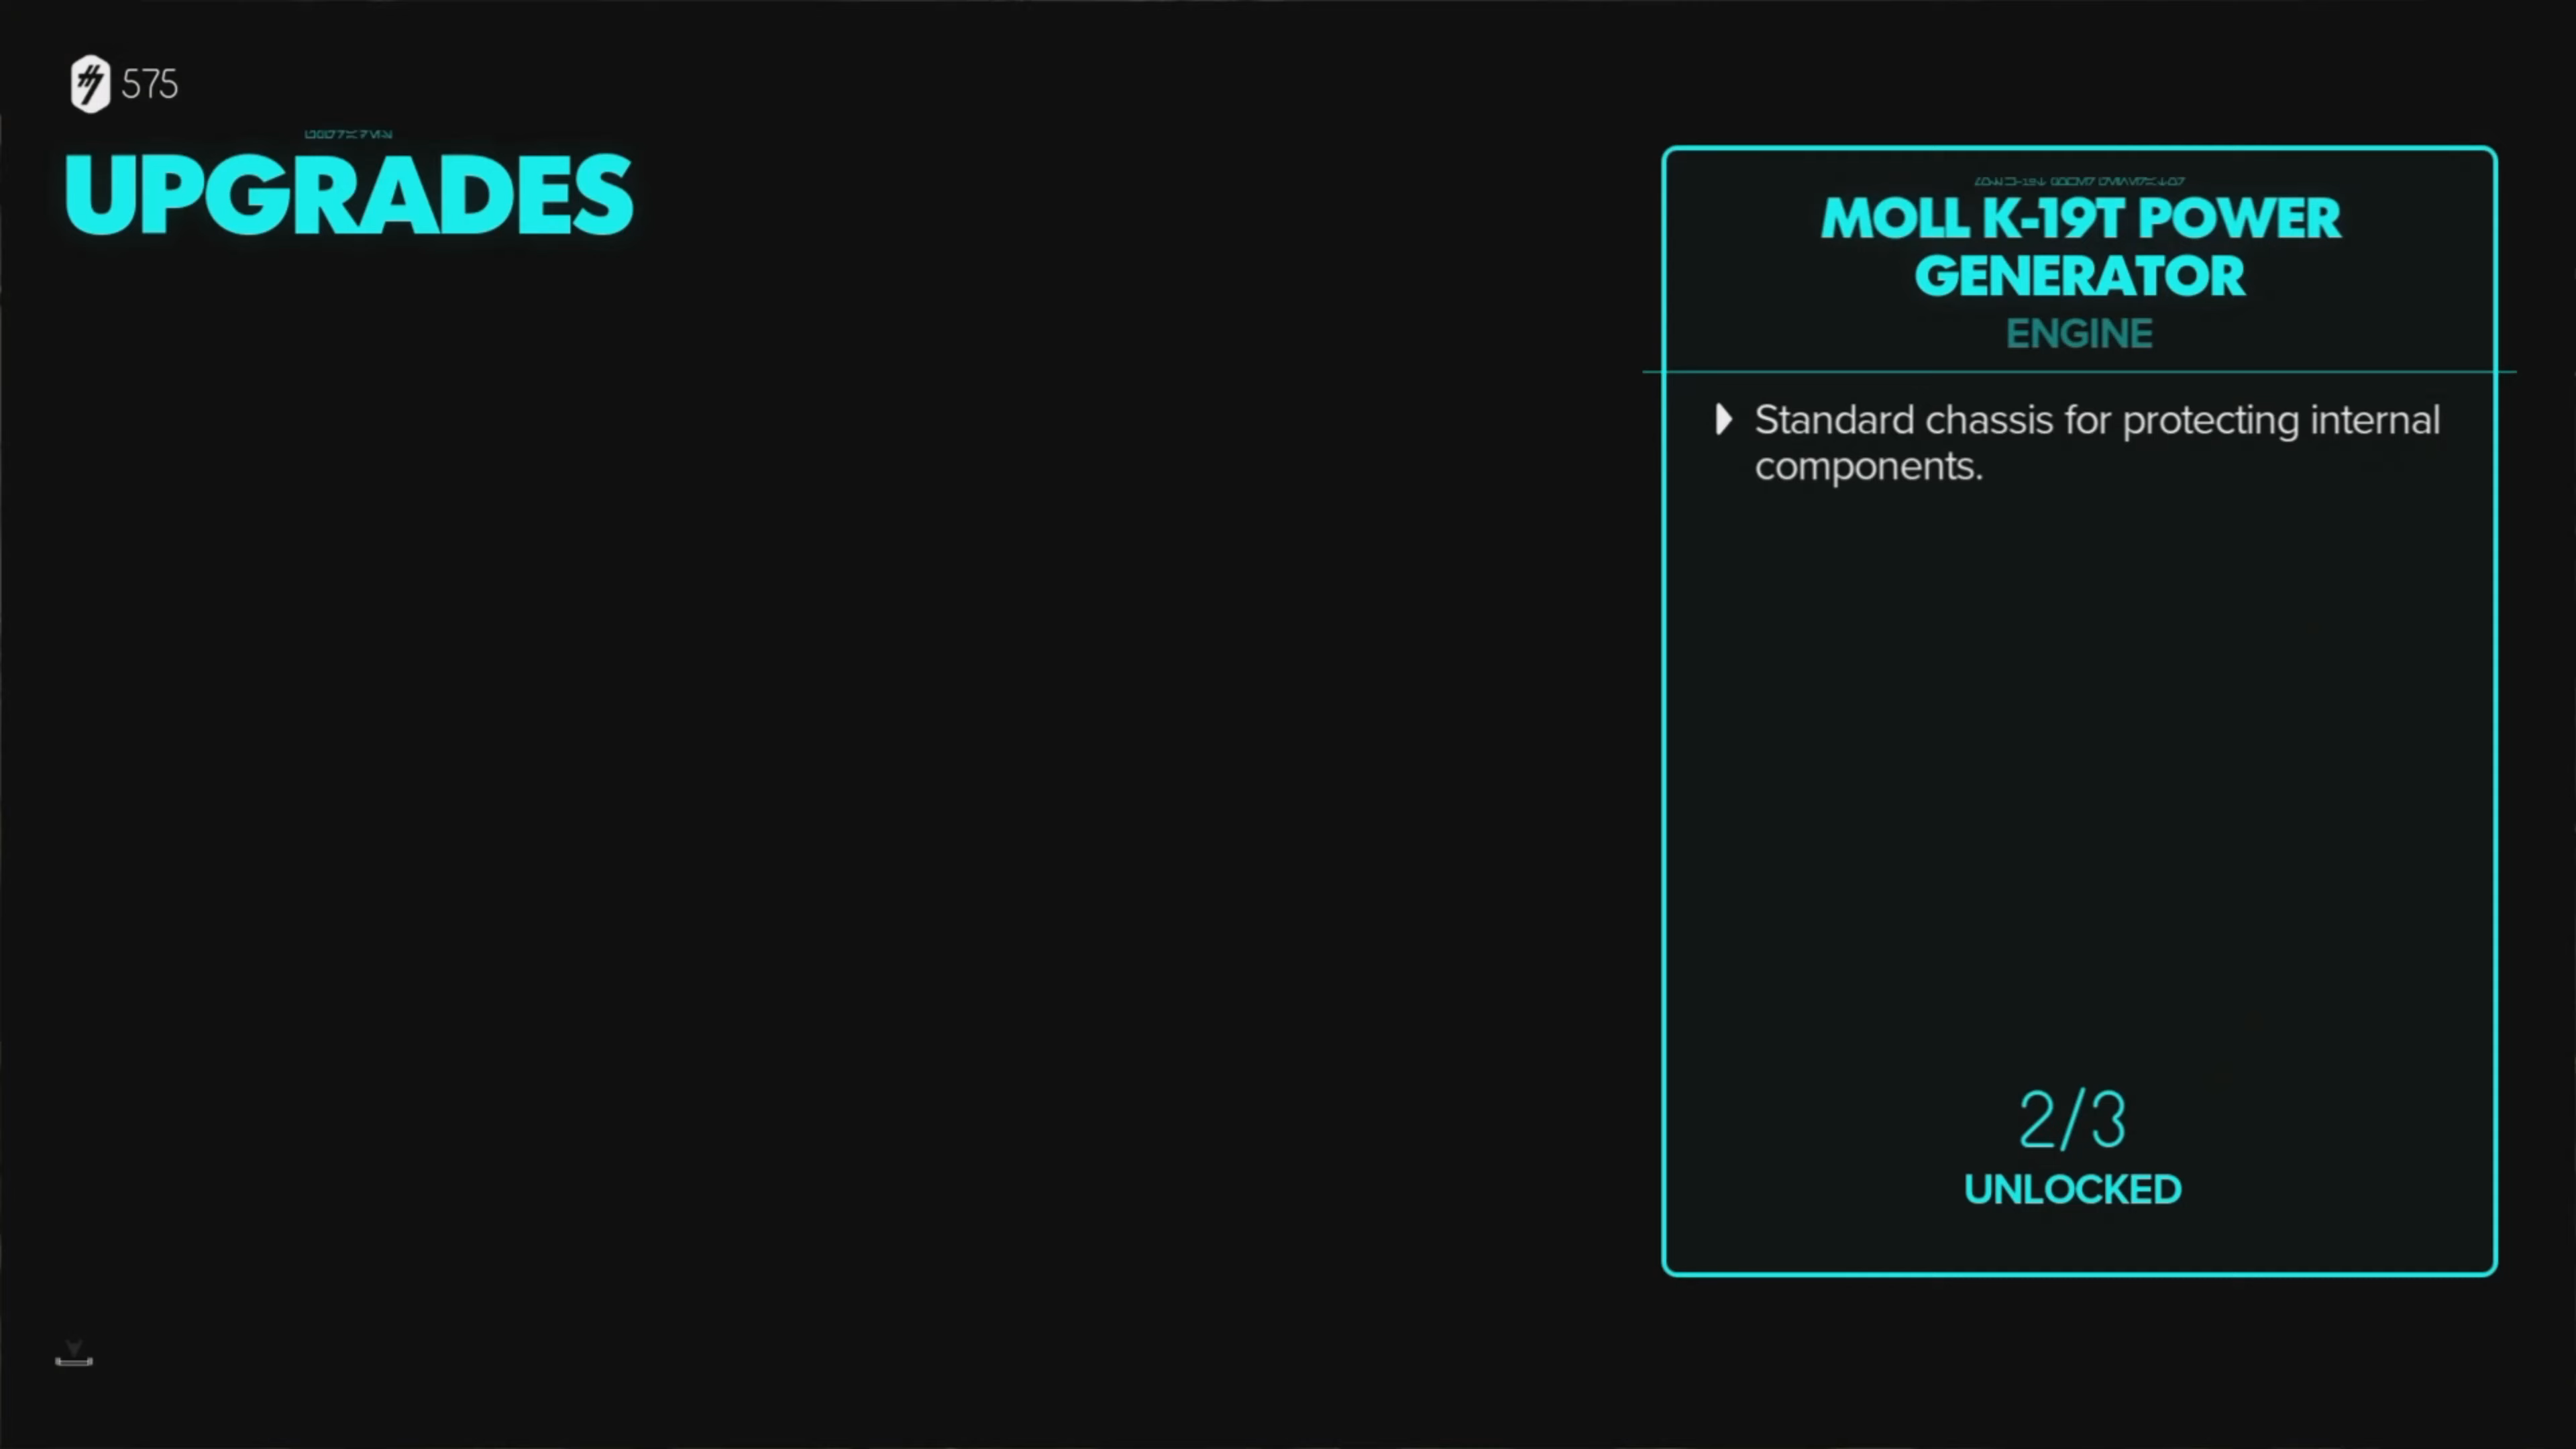 575
UPGRADES
MOLL K-19T POWER
GENERATOR
ENGINE
Standard chassis for protecting internal
components.
2/3
UNLOCKED